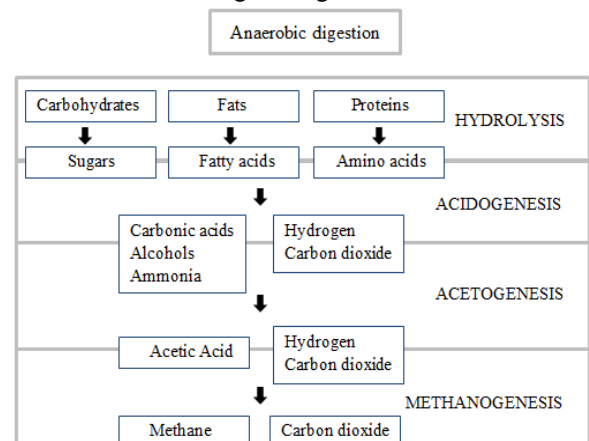 Anaerobic digestion
Carbohydrates
Fats
Proteins
HYDROLYSIS
Sugars
Fatty acids
Amino acids
ACIDOGENESIS
Carbonic acids
Alcohols
Ammonia
Hydrogen
Carbon dioxide
ACETOGENESIS
Acetic Acid
Hydrogen
Carbon dioxide
METHANOGENESIS
Methane
Carbon dioxide